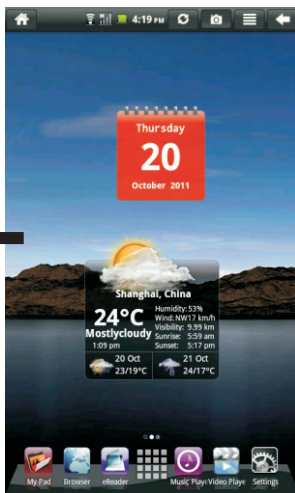 4:19 PM
Thursday
20
October 2011
Shanghai, China
24°C
Mostlycloudy
1:09 pm
Humidity:53%
Wind: NW17 km/h
Visibility: 9.99 km
Sunrise: 5:59 am
Sunset: 5:17 pm
20 Oct
23/19°C
21 Oct
24/17°C
My Pad Browser eReader Music Playe Video Playe Settings